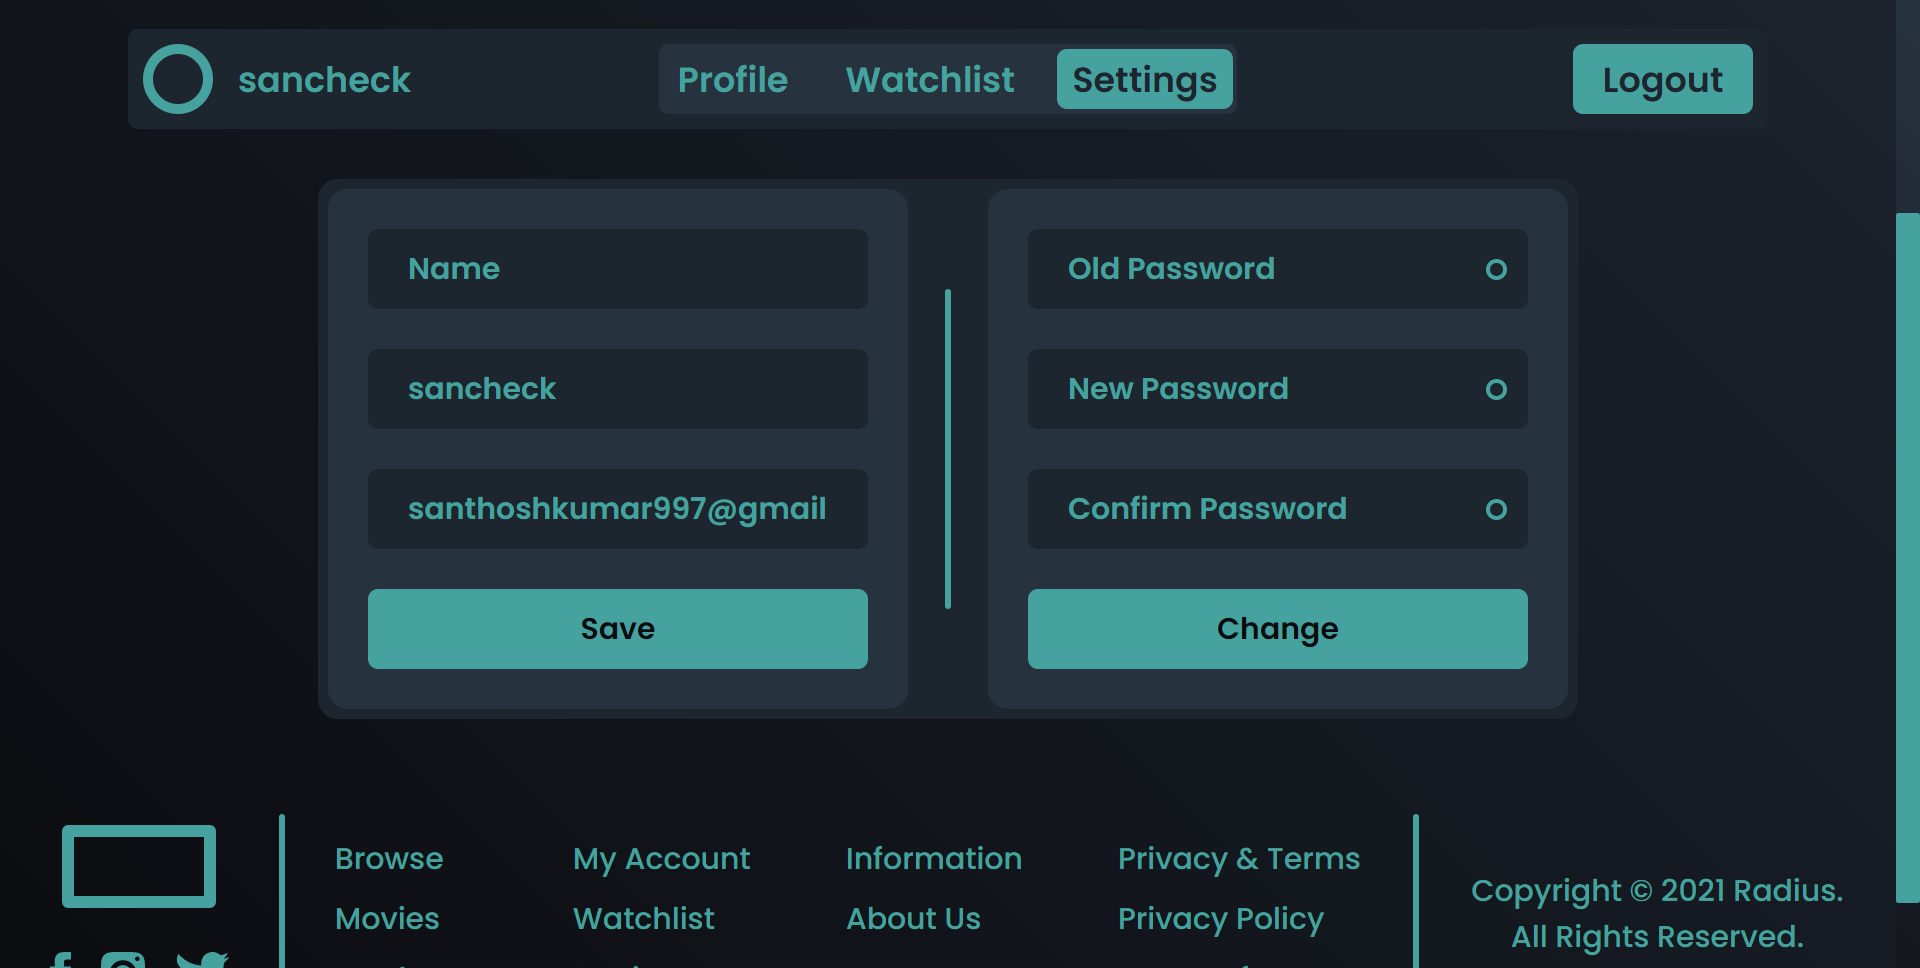 sancheck
Profile
Watchlist
Settings
Logout
Name
sancheck
santhoshkumar997@gmail
Save
Old Password
New Password
Confirm Password
Change
Browse
Movies
My Account
Watchlist
Information
About Us
Privacy & Terms
Privacy Policy
Copyright © 2021 Radius.
All Rights Reserved.